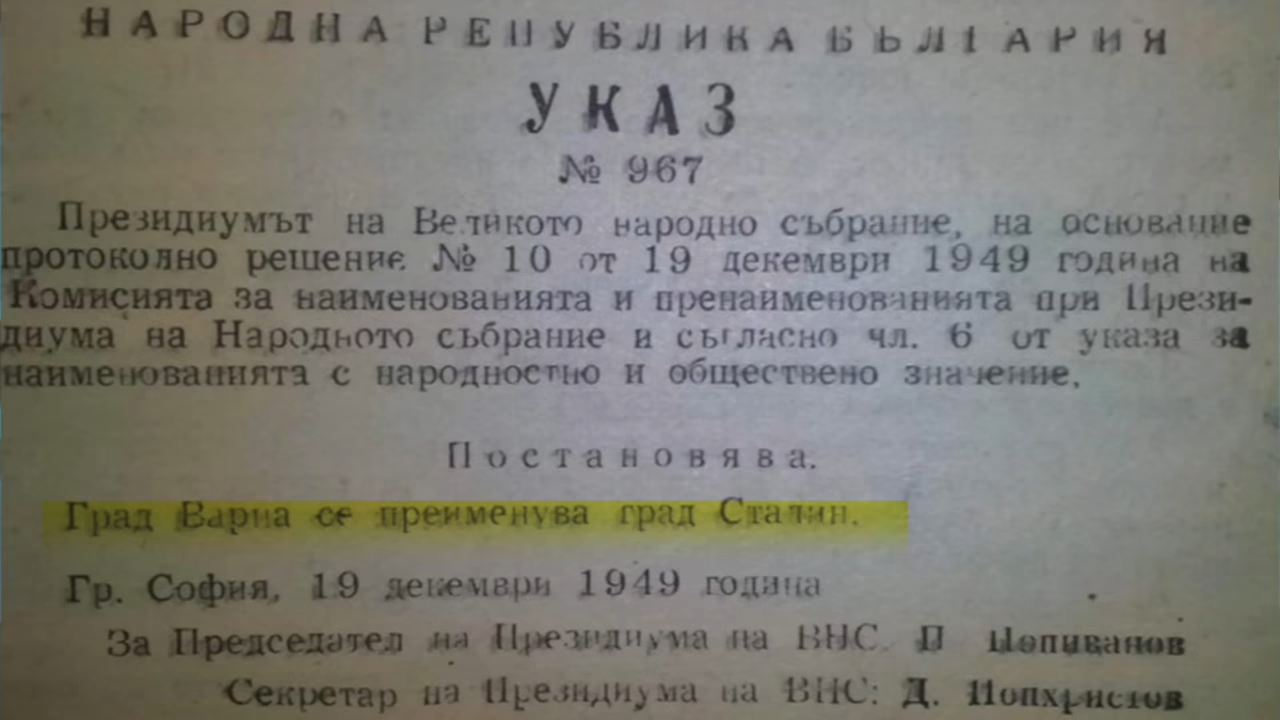 НАРОДНА РЕПУБЛИКА БЪЛГАРИЯ
УКАЗ
№ 967
Президиумът на Великото народно събрание, на основание
протоколно решение № 10 от 19 декември 1949 година на
Комисията за наименованията и пренаименованията при Прези-
диума на Народното събрание и съгласно чл. 6 от указа за
наименованията с народностно и обществено значение,
Постановява.
Град Варна се преименува град Сталин.
Гр. София, 19 декември 1949 година
За Председател на Президиума на ВНС. П Попиванов
Секретар на Президиума на ВНС: Д. Попхристов